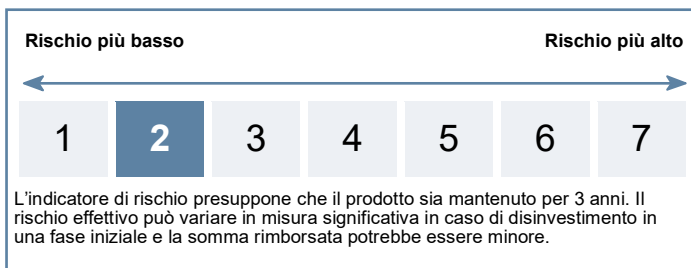 Rischio più basso Rischio più alto
1 2 3 4 5 6 7
L'indicatore di rischio presuppone che il prodotto sia mantenuto per 3 anni. Il
rischio effettivo può variare in misura significativa in caso di disinvestimento in
una fase iniziale e la somma rimborsata potrebbe essere minore.